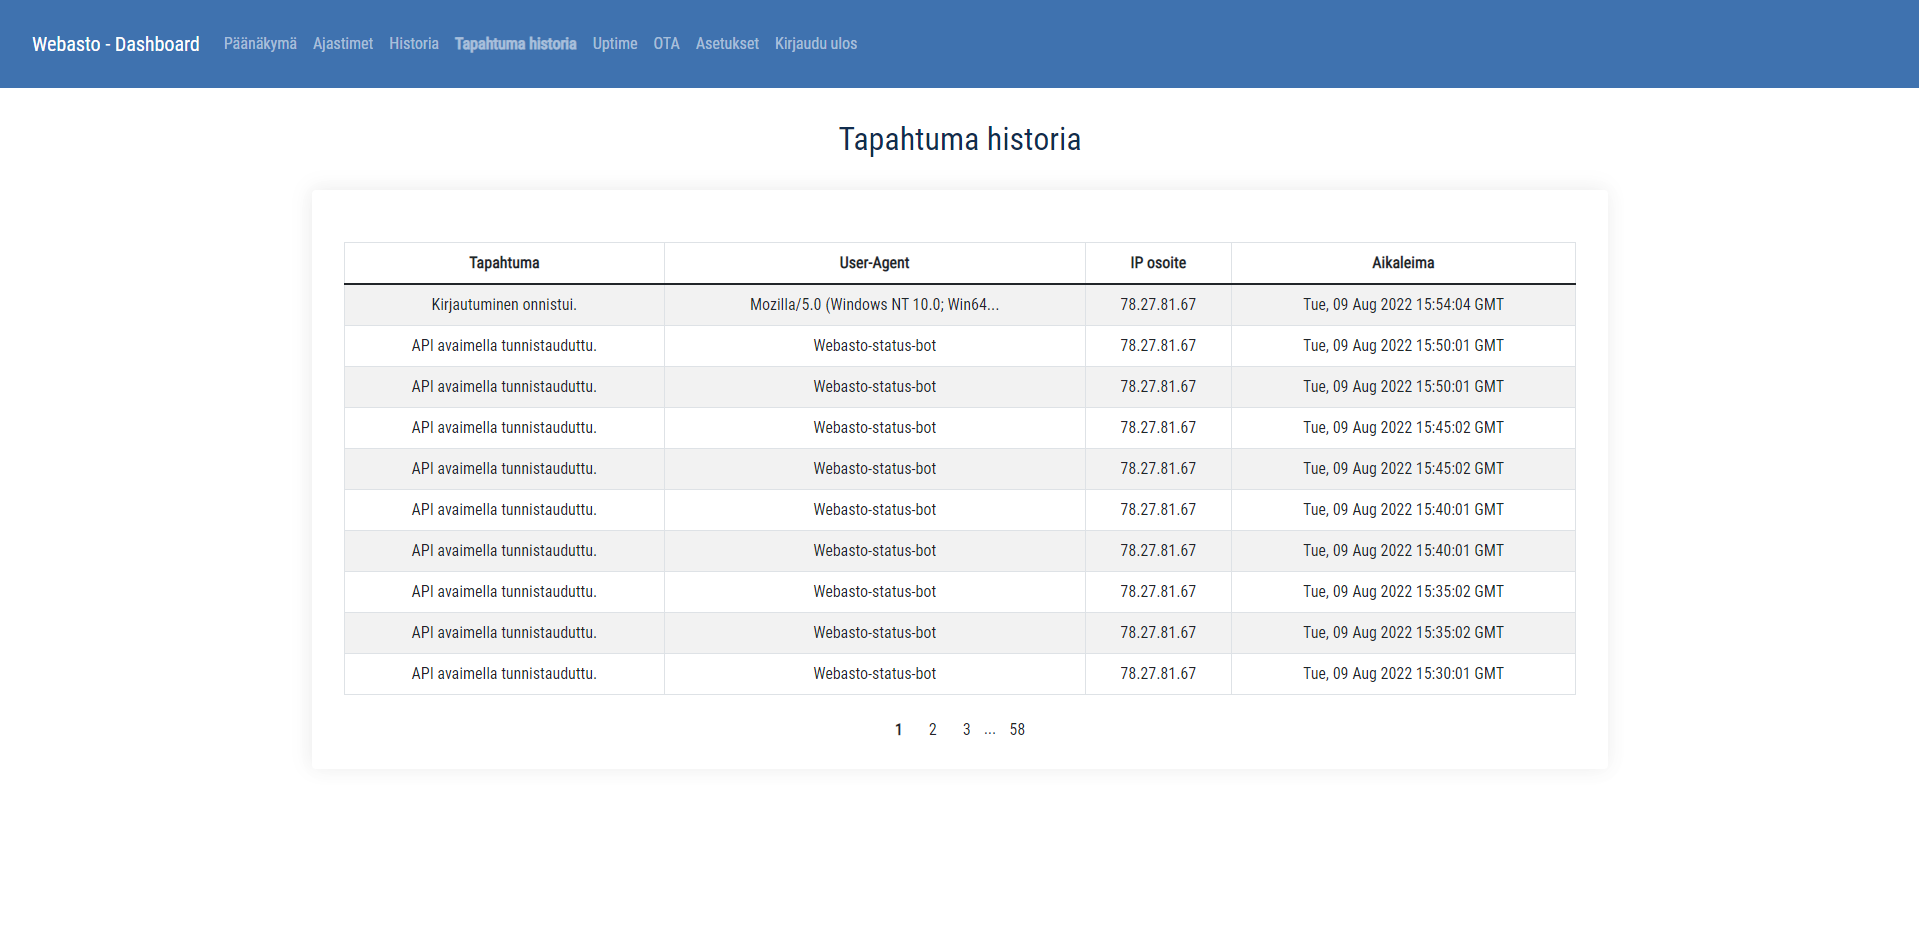 Webasto - Dashboard Päänäkymä Ajastimet Historia Tapahtuma historia Uptime OTA Asetukset Kirjaudu ulos
Tapahtuma historia
Tapahtuma User-Agent IP osoite Aikaleima
Kirjautuminen onnistui. Mozilla/5.0 (Windows NT 10.0; Win64... 78.27.81.67 Tue, 09 Aug 2022 15:54:04 GMT
API avaimella tunnistauduttu. Webasto-status-bot 78.27.81.67 Tue, 09 Aug 2022 15:50:01 GMT
API avaimella tunnistauduttu. Webasto-status-bot 78.27.81.67 Tue, 09 Aug 2022 15:50:01 GMT
API avaimella tunnistauduttu. Webasto-status-bot 78.27.81.67 Tue, 09 Aug 2022 15:45:02 GMT
API avaimella tunnistauduttu. Webasto-status-bot 78.27.81.67 Tue, 09 Aug 2022 15:45:02 GMT
API avaimella tunnistauduttu. Webasto-status-bot 78.27.81.67 Tue, 09 Aug 2022 15:40:01 GMT
API avaimella tunnistauduttu. Webasto-status-bot 78.27.81.67 Tue, 09 Aug 2022 15:40:01 GMT
API avaimella tunnistauduttu. Webasto-status-bot 78.27.81.67 Tue, 09 Aug 2022 15:35:02 GMT
API avaimella tunnistauduttu. Webasto-status-bot 78.27.81.67 Tue, 09 Aug 2022 15:35:02 GMT
API avaimella tunnistauduttu. Webasto-status-bot 78.27.81.67 Tue, 09 Aug 2022 15:30:01 GMT
1 2 3 ... 58